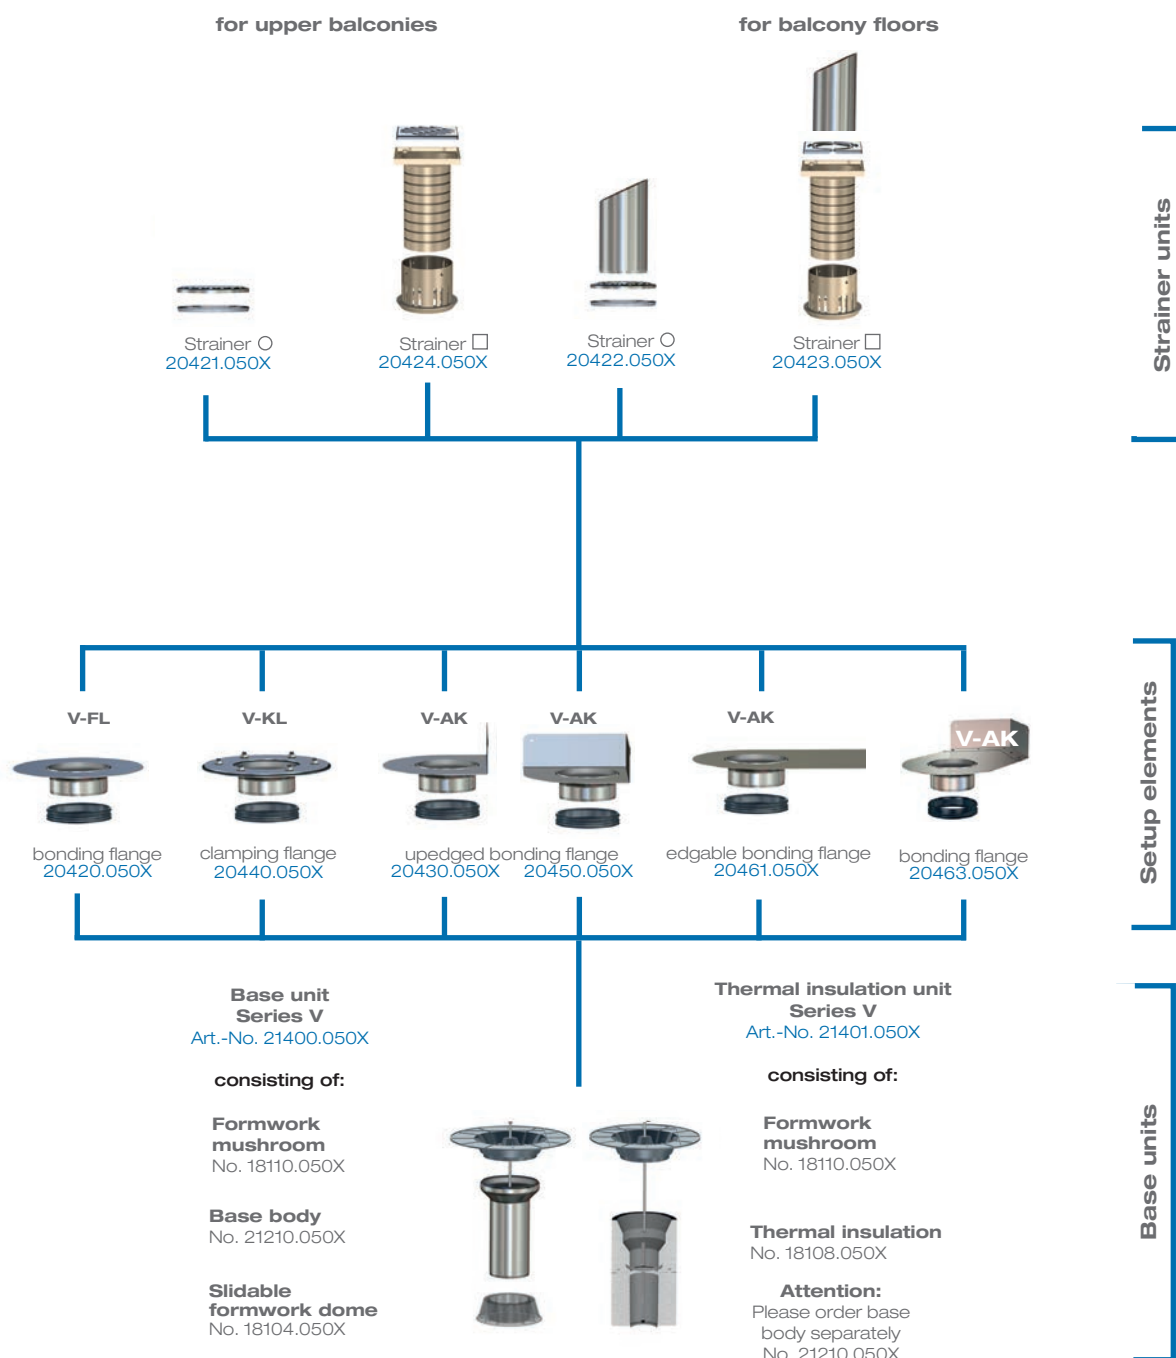 for upper balconies
for balcony floors
Strainer
20421.050X
Strainer
20424.050X
Strainer
20422.050X
Strainer
20423.050X
Strainer units
V-FL
V-KL
V-AK
V-AK
V-AK
V-AK
bonding flange
20420.050X
clamping flange
20440.050X
upedged bonding flange
20430.050X 20450.050X
edgable bonding flange
20461.050X
bonding flange
20463.050X
Setup elements
Base unit
Series V
Art.-No. 21400.050X
consisting of:
Formwork
mushroom
No. 18110.050X
Base body
No. 21210.050X
Slidable
formwork dome
No. 18104.050X
Thermal insulation unit
Series V
Art.-No. 21401.050X
consisting of:
Formwork
mushroom
No. 18110.050X
Thermal insulation
No. 18108.050X
Attention:
Please order base
body separately
No. 21210.050X
Base units